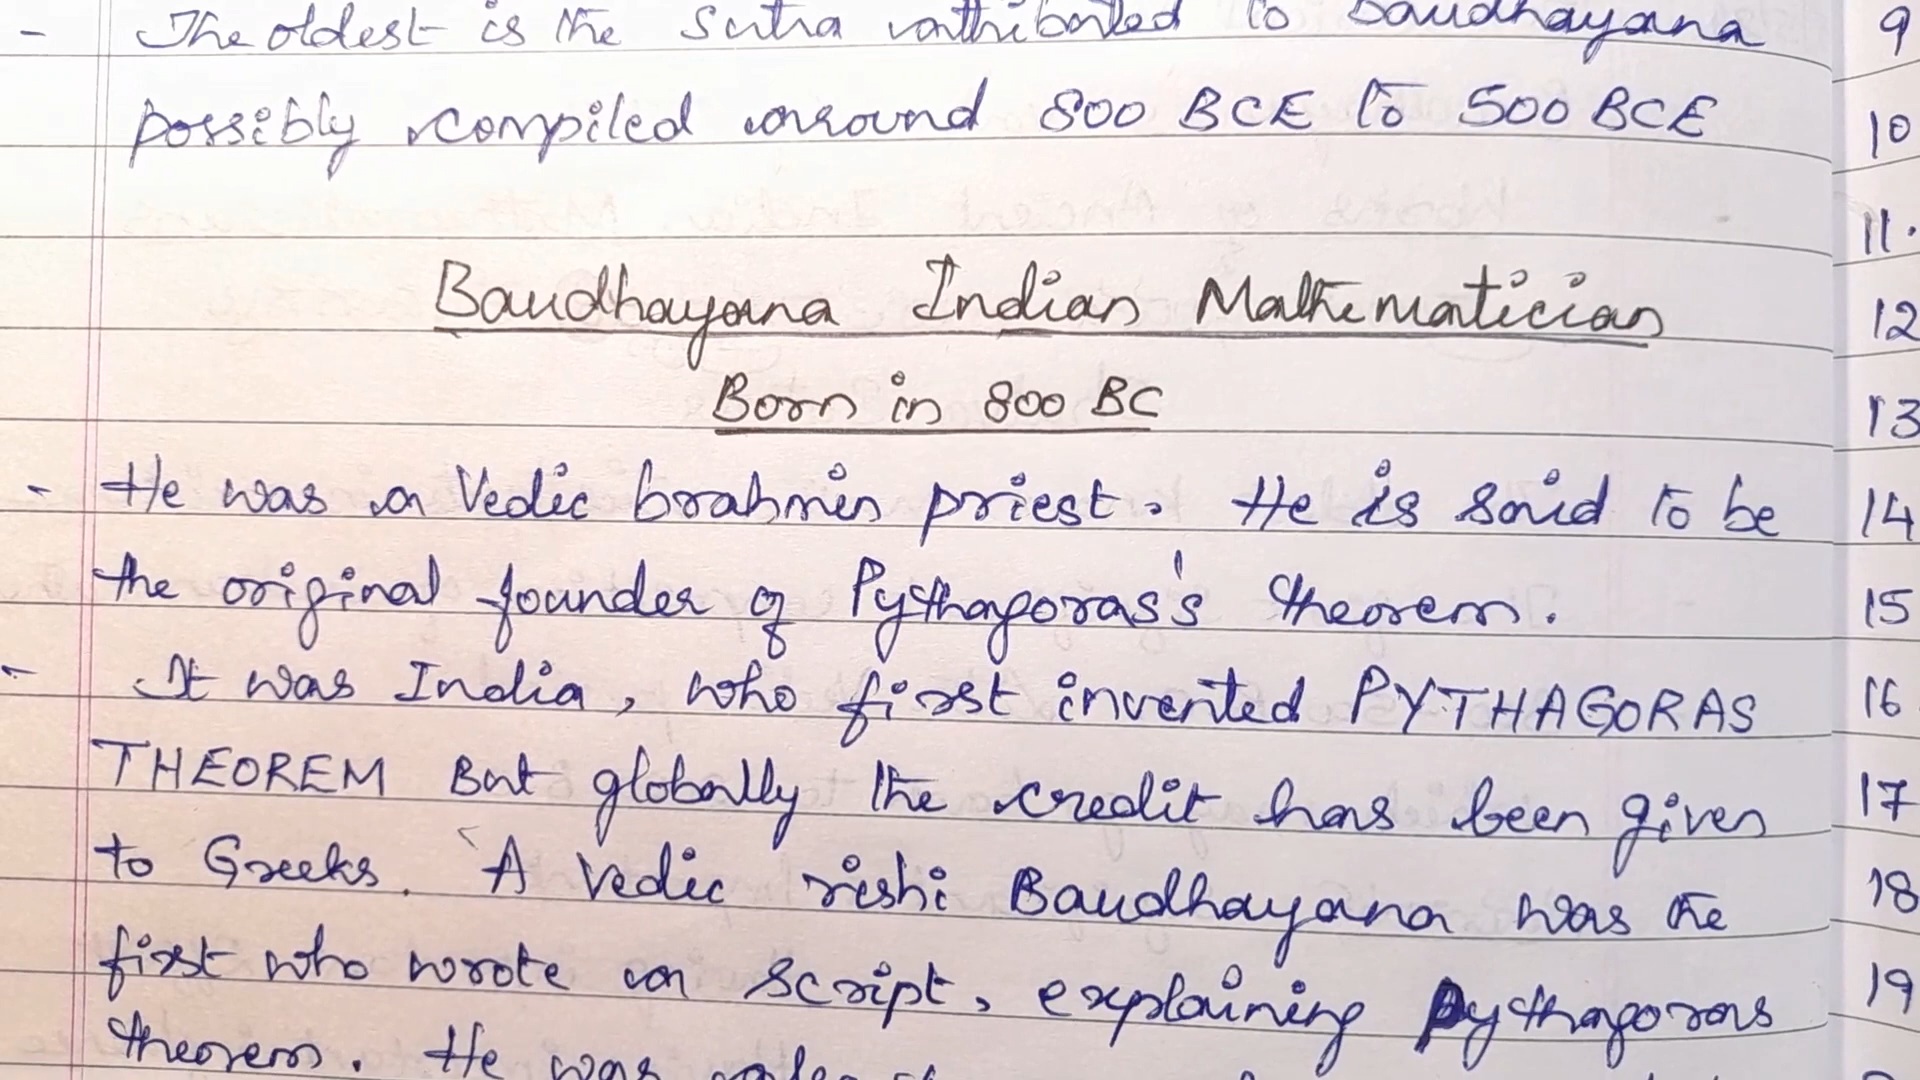 - The oldest is the Sutra attributed to Baudhayana
possibly compiled around 800 BCE to 500 BCE
Baudhayana Indian Mathematician
Born in 800 BC
- He was a Vedic brahmin priest. He is said to be
the original founder of Pythagoras's theorem.
- It was India, who first invented PYTHAGORAS
THEOREM But globally the credit has been given
to Greeks. A Vedic rishi Baudhayana was the
first who wrote a script, explaining Pythagoras
theorem. He was
9
10
11.
12
13
14
15
16
17
18
19